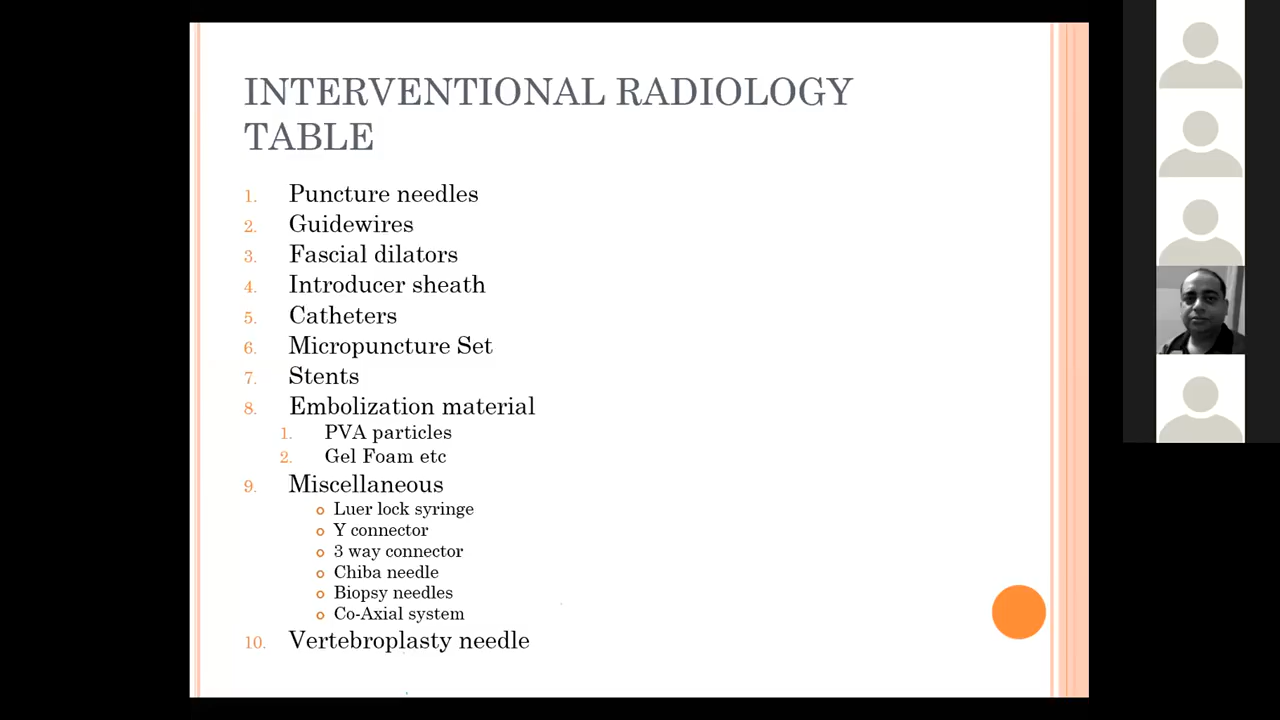 INTERVENTIONAL RADIOLOGY
TABLE
1. Puncture needles
2. Guidewires
3. Fascial dilators
4. Introducer sheath
5. Catheters
6. Micropuncture Set
7. Stents
8. Embolization material
1. PVA particles
2. Gel Foam etc
9. Miscellaneous
Luer lock syringe
Y connector
3 way connector
Chiba needle
Biopsy needles
Co-Axial system
10. Vertebroplasty needle